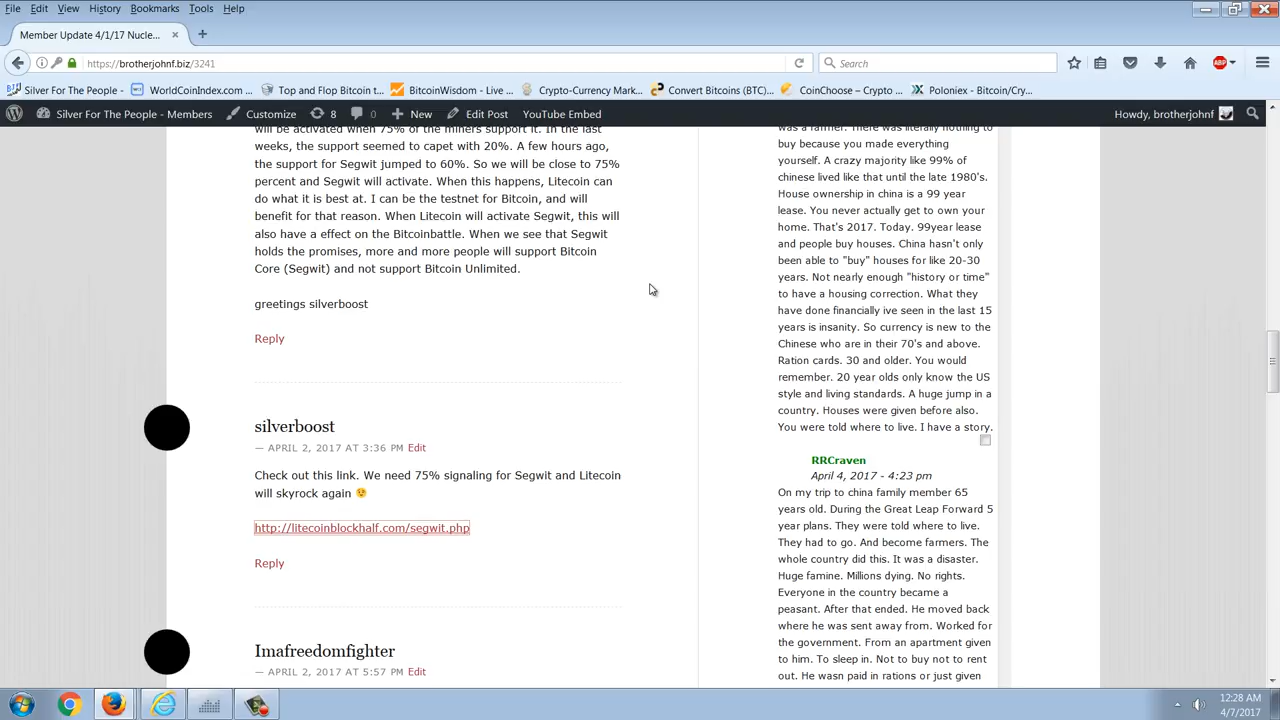 File Edit View History Bookmarks Tools Help
Member Update 4/1/17 Nucle...
https://brotherjohnf.biz/3241
Search
Silver For The People - ...
WorldCoinIndex.com ...
Top and Flop Bitcoin t...
BitcoinWisdom - Live ...
Crypto-Currency Mark...
Convert Bitcoins (BTC)...
CoinChoose – Crypto ...
Poloniex - Bitcoin/Cry...
Silver For The People - Members
Customize
8
0
New
Edit Post
YouTube Embed
Howdy, brotherjohnf
will be activated when 75% of the miners support it. In the last
weeks, the support seemed to capet with 20%. A few hours ago,
the support for Segwit jumped to 60%. So we will be close to 75%
percent and Segwit will activate. When this happens, Litecoin can
do what it is best at. I can be the testnet for Bitcoin, and will
benefit for that reason. When Litecoin will activate Segwit, this will
also have a effect on the Bitcoinbattle. When we see that Segwit
holds the promises, more and more people will support Bitcoin
Core (Segwit) and not support Bitcoin Unlimited.
greetings silverboost
Reply
silverboost
— APRIL 2, 2017 AT 3:36 PM Edit
Check out this link. We need 75% signaling for Segwit and Litecoin
will skyrock again
http://litecoinblockhalf.com/segwit.php
Reply
Imafreedomfighter
— APRIL 2, 2017 AT 5:57 PM Edit
was a farmer. There was literally nothing to
buy because you made everything
yourself. A crazy majority like 99% of
chinese lived like that until the late 1980's.
House ownership in china is a 99 year
lease. You never actually get to own your
home. That's 2017. Today. 99year lease
and people buy houses. China hasn't only
been able to "buy" houses for like 20-30
years. Not nearly enough "history or time"
to have a housing correction. What they
have done financially ive seen in the last 15
years is insanity. So currency is new to the
Chinese who are in their 70's and above.
Ration cards. 30 and older. You would
remember. 20 year olds only know the US
style and living standards. A huge jump in a
country. Houses were given before also.
You were told where to live. I have a story.
RRCraven
April 4, 2017 - 4:23 pm
On my trip to china family member 65
years old. During the Great Leap Forward 5
year plans. They were told where to live.
They had to go. And become farmers. The
whole country did this. It was a disaster.
Huge famine. Millions dying. No rights.
Everyone in the country became a
peasant. After that ended. He moved back
where he was sent away from. Worked for
the government. From an apartment given
to him. To sleep in. Not to buy not to rent
out. He wasn paid in rations or just given
12:28 AM
4/7/2017